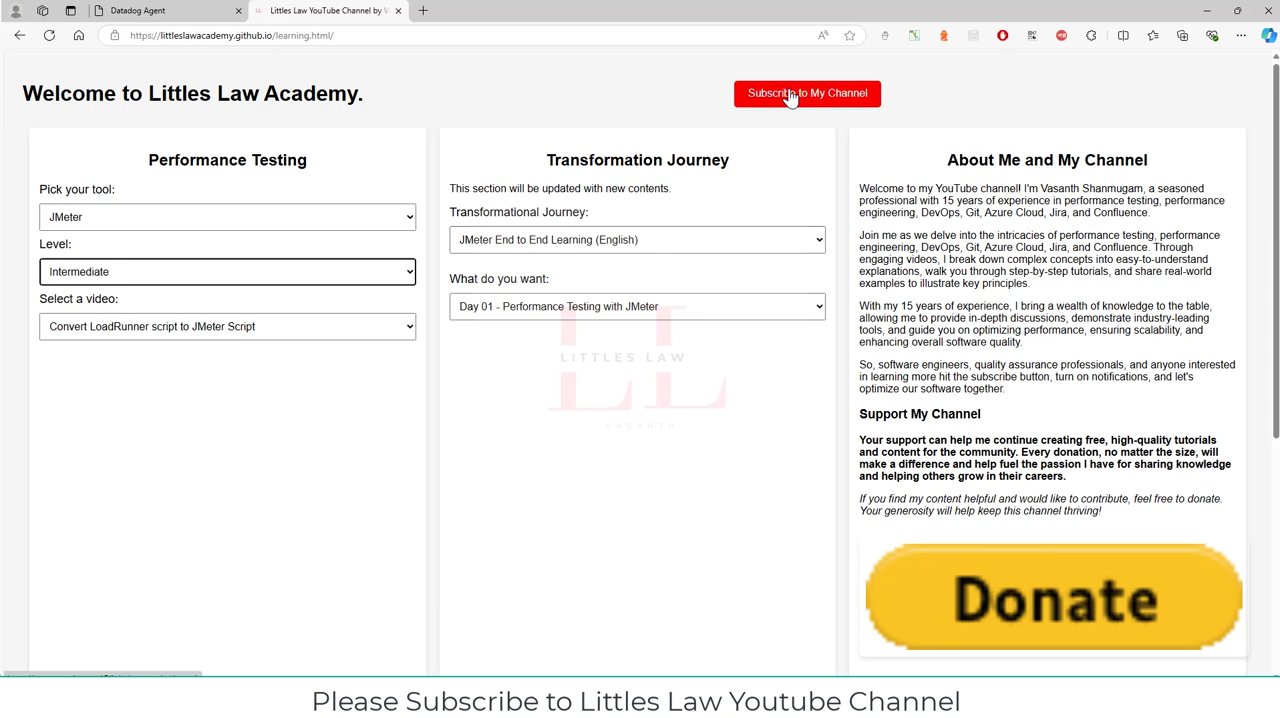 Datadog Agent
Littles Law YouTube Channel by V
https://littleslawacademy.github.io/learning.html/
Welcome to Littles Law Academy.
Subscribe to My Channel
Performance Testing
Pick your tool:
JMeter
Level:
Intermediate
Select a video:
Convert LoadRunner script to JMeter Script
Transformation Journey
This section will be updated with new contents.
Transformational Journey:
JMeter End to End Learning (English)
What do you want:
Day 01 - Performance Testing with JMeter
LITTLES LAW
LL
VASANTH
About Me and My Channel
Welcome to my YouTube channel! I'm Vasanth Shanmugam, a seasoned
professional with 15 years of experience in performance testing, performance
engineering, DevOps, Git, Azure Cloud, Jira, and Confluence.
Join me as we delve into the intricacies of performance testing, performance
engineering, DevOps, Git, Azure Cloud, Jira, and Confluence. Through
engaging videos, I break down complex concepts into easy-to-understand
explanations, walk you through step-by-step tutorials, and share real-world
examples to illustrate key principles.
With my 15 years of experience, I bring a wealth of knowledge to the table,
allowing me to provide in-depth discussions, demonstrate industry-leading
tools, and guide you on optimizing performance, ensuring scalability, and
enhancing overall software quality.
So, software engineers, quality assurance professionals, and anyone interested
in learning more hit the subscribe button, turn on notifications, and let's
optimize our software together.
Support My Channel
Your support can help me continue creating free, high-quality tutorials
and content for the community. Every donation, no matter the size, will
make a difference and help fuel the passion I have for sharing knowledge
and helping others grow in their careers.
If you find my content helpful and would like to contribute, feel free to donate.
Your generosity will help keep this channel thriving!
Donate
Please Subscribe to Littles Law Youtube Channel